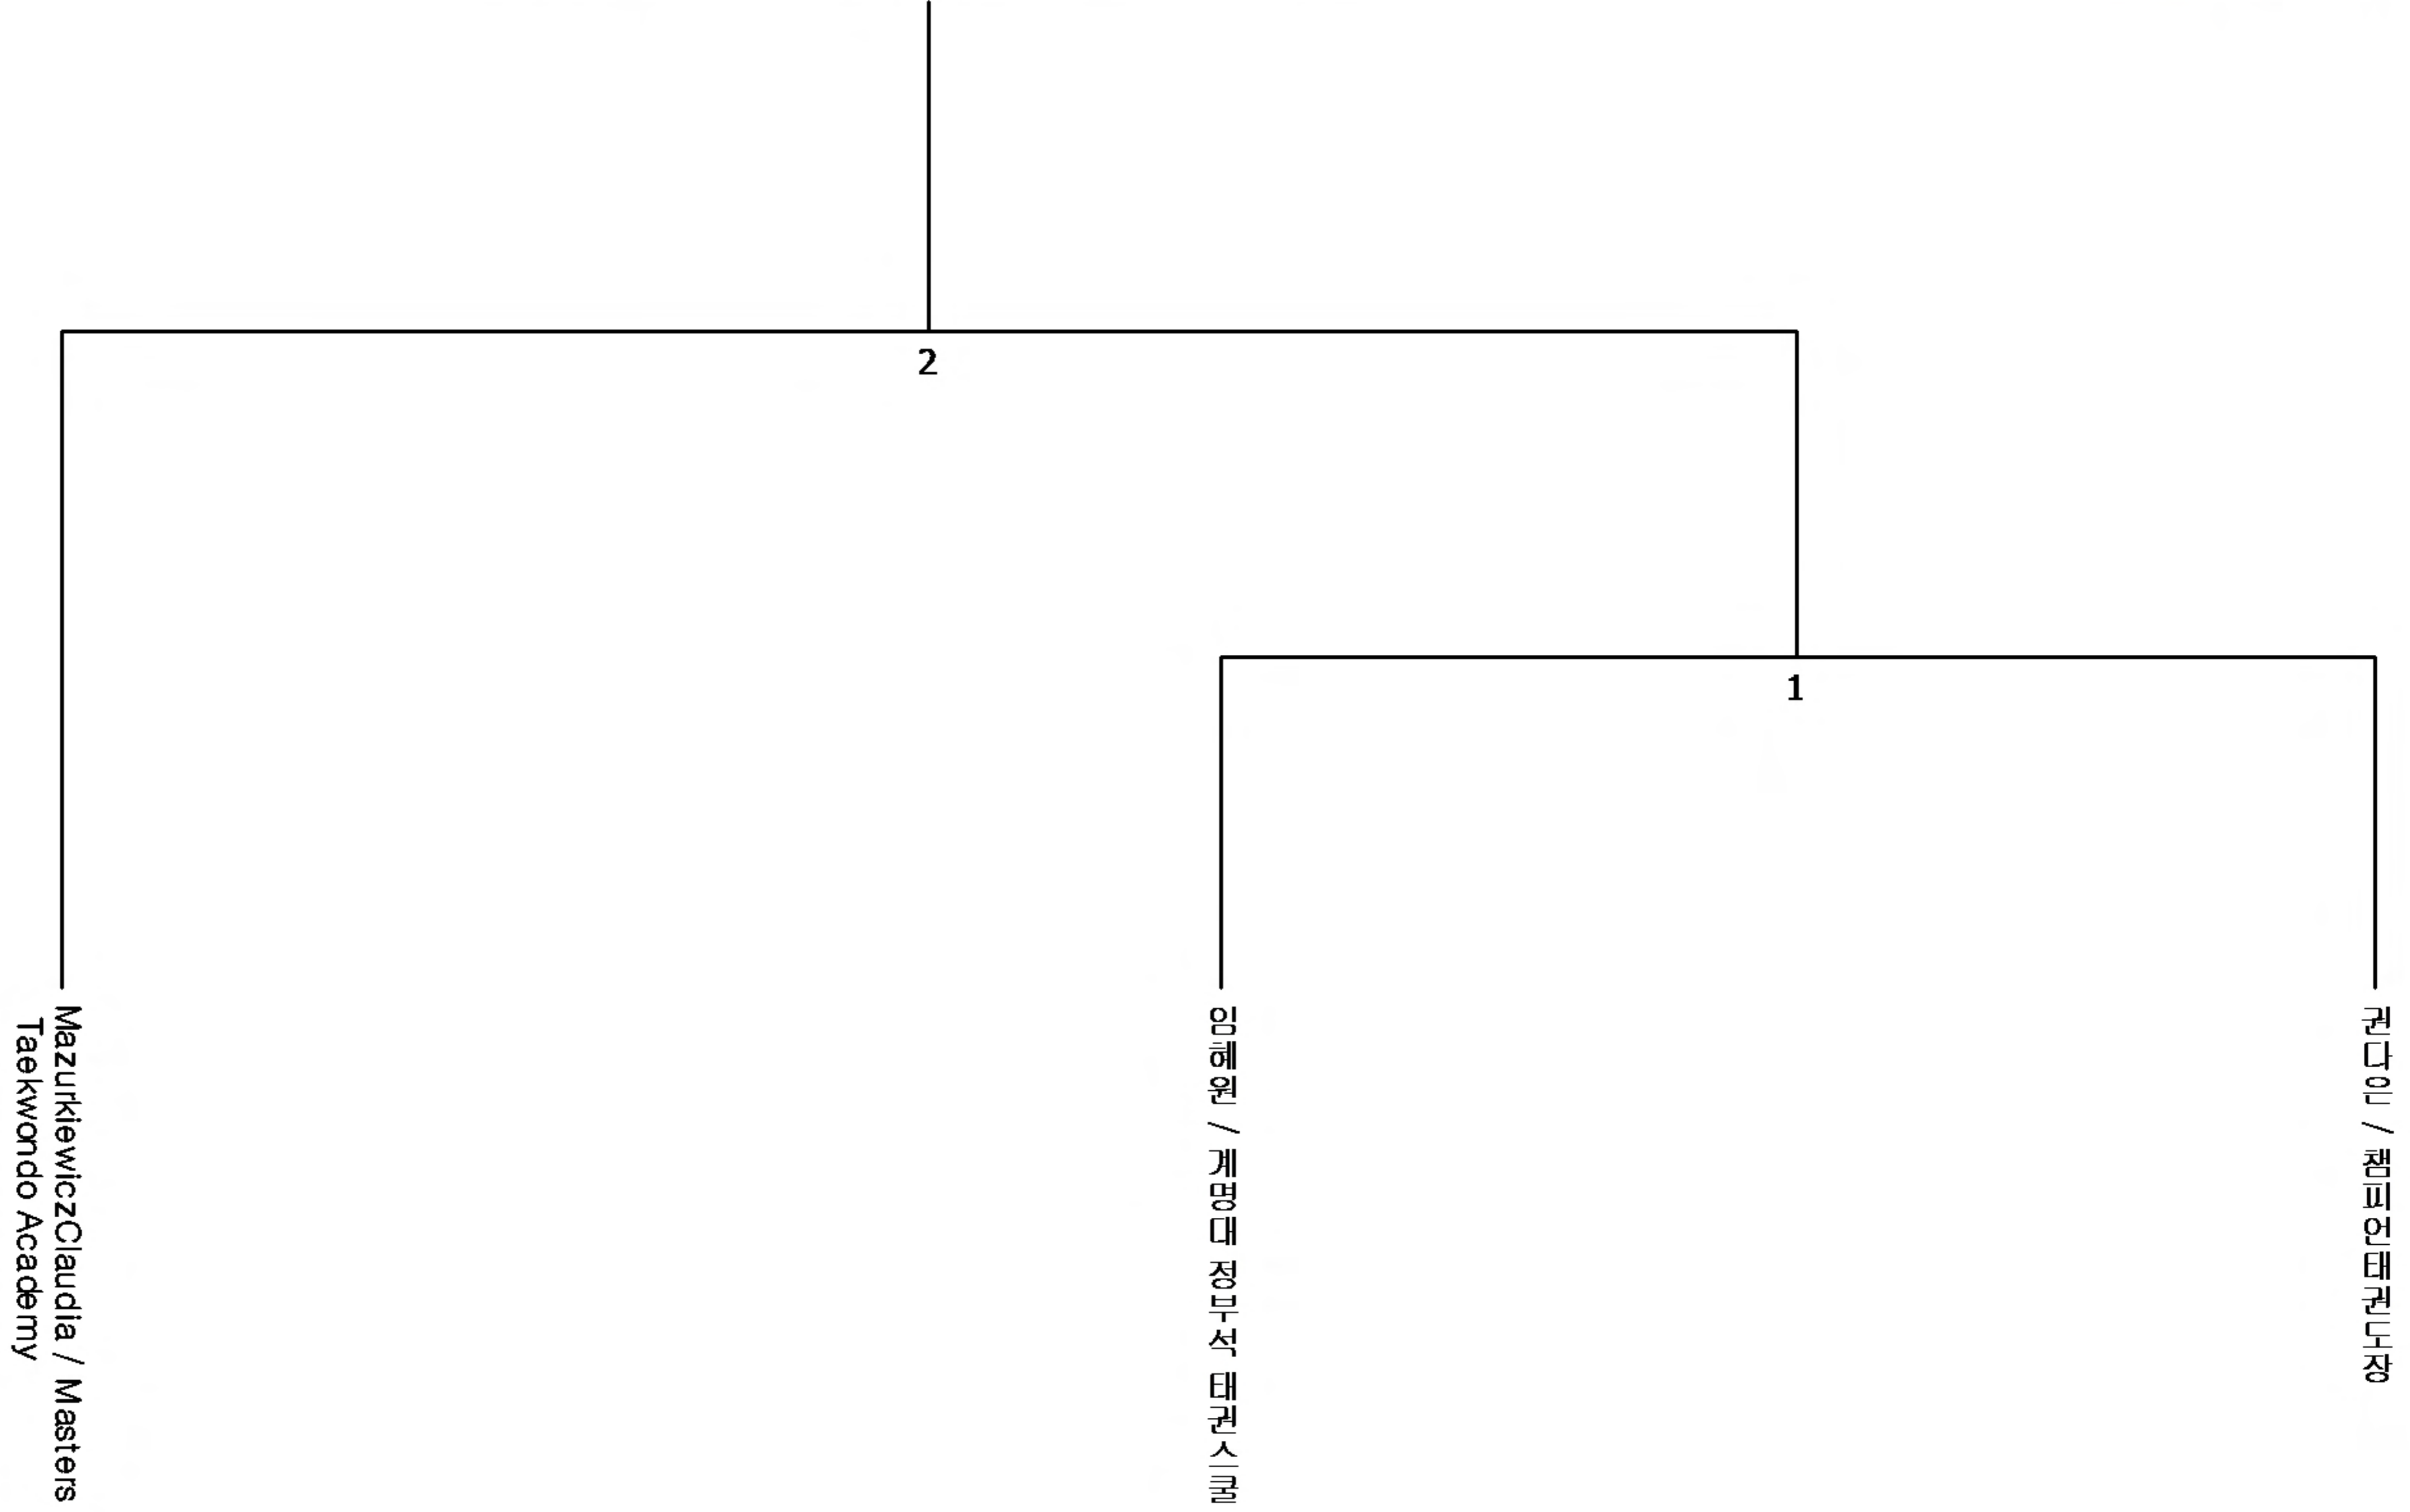 2
1
MazurkiewiczClaudia / Masters
Taekwondo Academy
임혜원 / 계명대 정부석 태권스쿨
권나은 / 챔피언태권도장